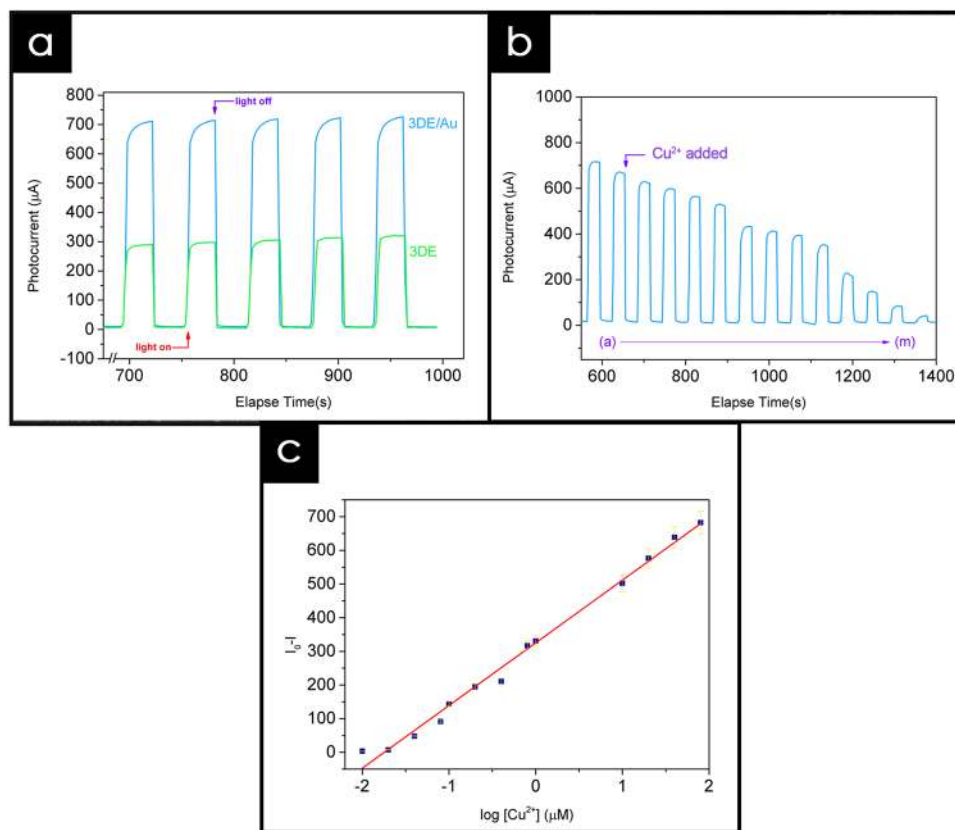 a
800
700
600
500
400
300
200
100
0
-100
Photocurrent (μA)
light off
3DE/Au
3DE
light on
700
800
900
1000
Elapse Time(s)
b
1000
800
600
400
200
0
-200
Photocurrent (μA)
Cu²⁺ added
(a)
(m)
600
800
1000
1200
1400
Elapse Time(s)
c
700
600
500
400
300
200
100
0
I₀-I
-2
-1
0
1
2
log [Cu²⁺] (μM)